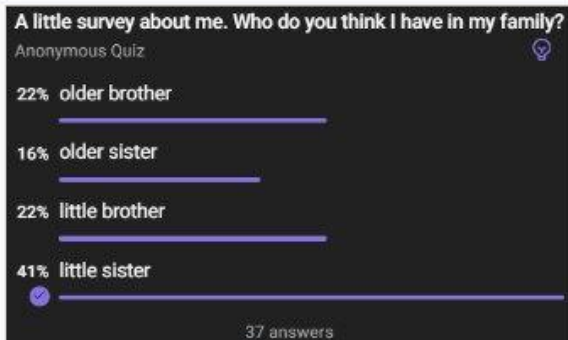 A little survey about me. Who do you think I have in my family?
Anonymous Quiz
22% older brother
16% older sister
22% little brother
41% little sister
37 answers